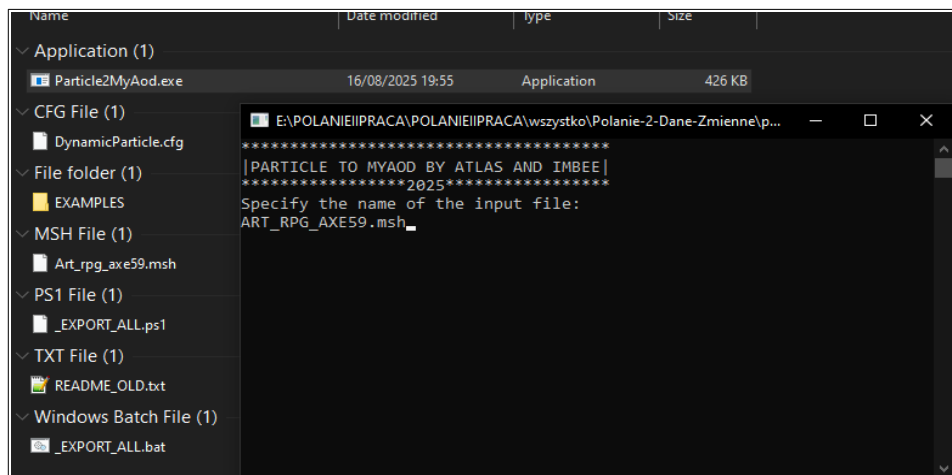 Name Date modified Type Size
Application (1)
Particle2MyAod.exe 16/08/2025 19:55 Application 426 KB
CFG File (1)
DynamicParticle.cfg
File folder (1)
EXAMPLES
MSH File (1)
Art_rpg_axe59.msh
PS1 File (1)
_EXPORT_ALL.ps1
TXT File (1)
README_OLD.txt
Windows Batch File (1)
_EXPORT_ALL.bat
E:\POLANIEIIPRACA\POLANIEIIPRACA\wszystko\Polanie-2-Dane-Zmienne\p...
*************************************
|PARTICLE TO MYAOD BY ATLAS AND IMBEE|
*****************2025*****************
Specify the name of the input file:
ART_RPG_AXE59.msh